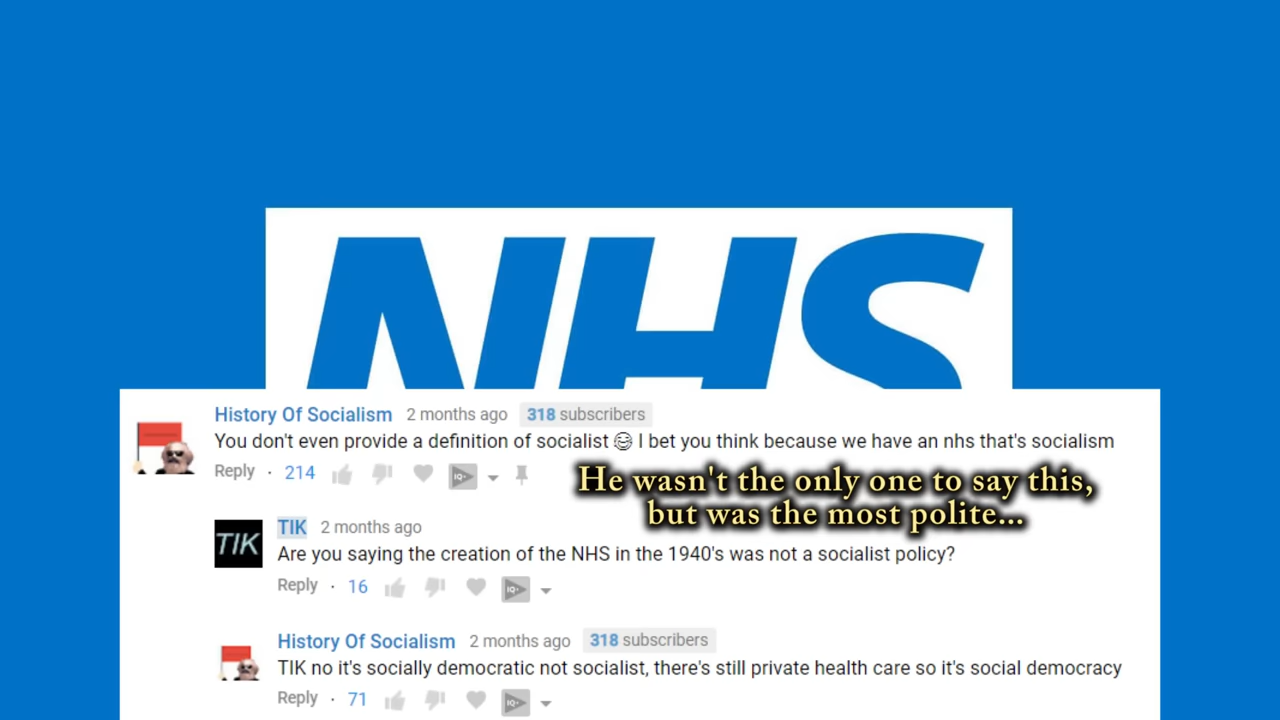 NHS
History Of Socialism 2 months ago 318 subscribers
You don't even provide a definition of socialist 😂 I bet you think because we have an nhs that's socialism
Reply · 214 IQ+
He wasn't the only one to say this,
but was the most polite...
TIK TIK 2 months ago
Are you saying the creation of the NHS in the 1940's was not a socialist policy?
Reply · 16 IQ+
History Of Socialism 2 months ago 318 subscribers
TIK no it's socially democratic not socialist, there's still private health care so it's social democracy
Reply · 71 IQ+